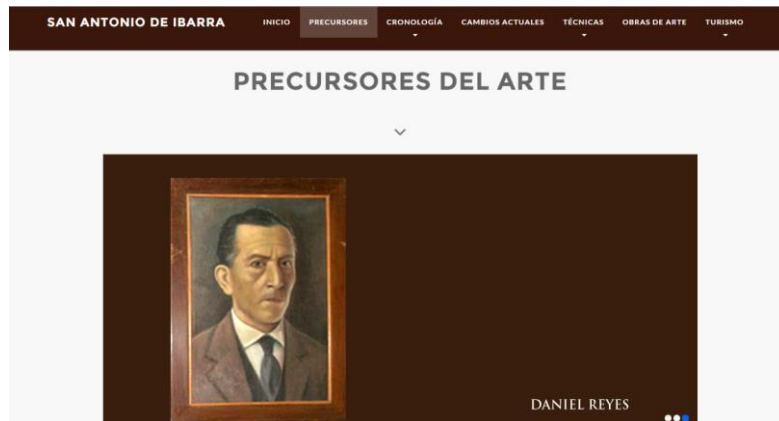 SAN ANTONIO DE IBARRA INICIO PRECURSORES CRONOLOGÍA CAMBIOS ACTUALES TÉCNICAS OBRAS DE ARTE TURISMO
PRECURSORES DEL ARTE
DANIEL REYES